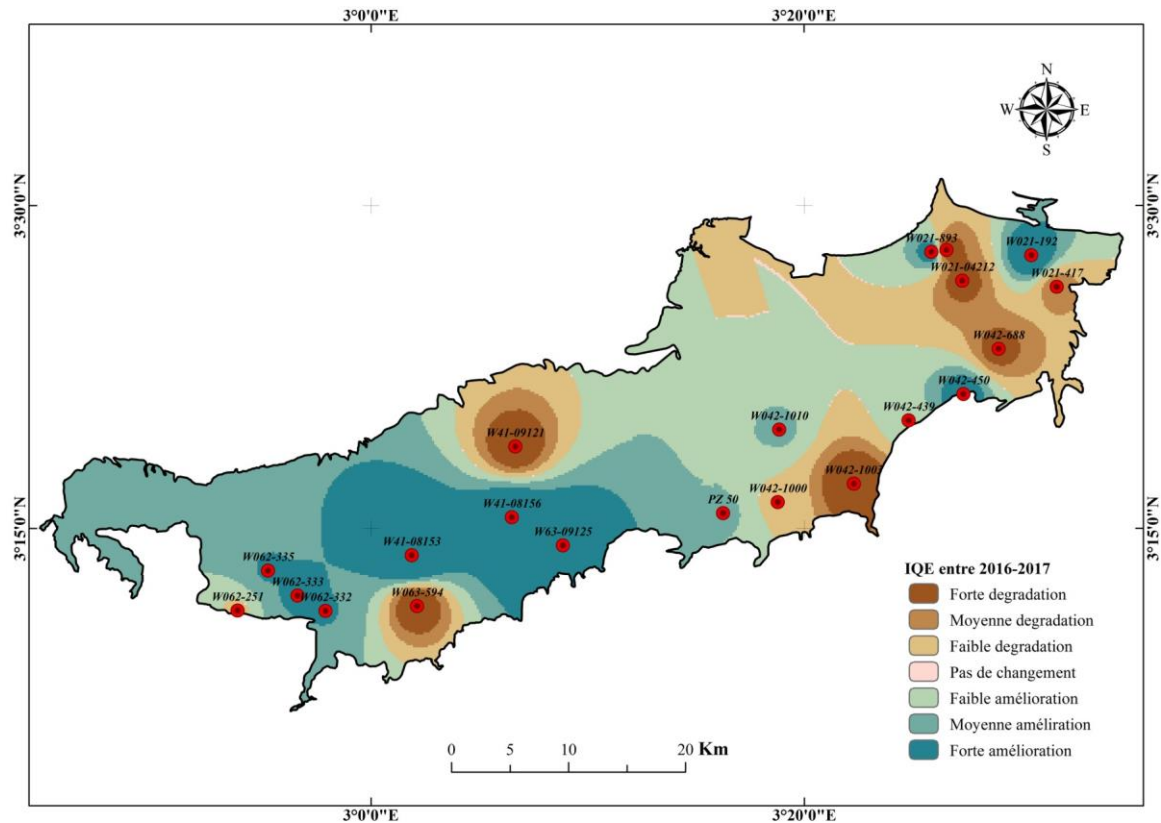 3°0'0"E 3°20'0"E
N
W E
S
3°30'0"N 3°30'0"N
W021-893
W021-192
W021-04212
W021-417
W042-688
W042-450
W042-439
W042-1010
W41-09121
W042-1003
W042-1000
PZ 50
W41-08156
W63-09125
W41-08153
3°15'0"N 3°15'0"N
W062-335
W062-333
W062-251 W062-332
W063-594
IQE entre 2016-2017
Forte degradation
Moyenne degradation
Faible degradation
Pas de changement
Faible amélioration
Moyenne améliration
Forte amélioration
0 5 10 20 Km
3°0'0"E 3°20'0"E